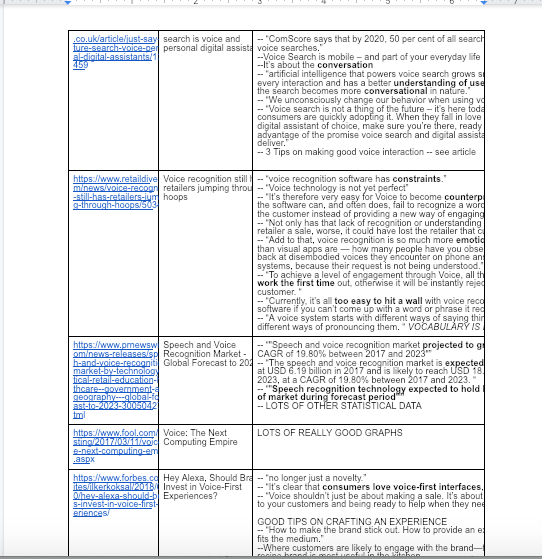 2
3
4
5
6
7
.co.uk/article/just-say
ture-search-voice-per
al-digital-assistants/1
459
search is voice and
personal digital assista
-- "ComScore says that by 2020, 50 per cent of all search
voice searches."
--Voice Search is mobile – and part of your everyday life
--It's about the conversation
-- "artificial intelligence that powers voice search grows s
every interaction and has a better understanding of use
the search becomes more conversational in nature."
-- "We unconsciously change our behavior when using vo
-- "Voice search is not a thing of the future – it's here toda
consumers are quickly adopting it. When they fall in love
digital assistant of choice, make sure you're there, ready
advantage of the promise voice search and digital assista
deliver."
-- 3 Tips on making good voice interaction -- see article
https://www.retaildive
m/news/voice-recogn
-still-has-retailers-jum
g-through-hoops/503
Voice recognition still h
retailers jumping throu
hoops
-- "voice recognition software has constraints."
-- "Voice technology is not yet perfect"
-- "It's therefore very easy for Voice to become counterp
the software can, and often does, fail to recognize a word
the customer instead of providing a new way of engaging
-- "Not only has that lack of recognition or understanding
retailer a sale, worse, it could have lost the retailer that cu
-- "Add to that, voice recognition is so much more emotio
than visual apps are — how many people have you obse
back at disembodied voices they encounter on phone ans
systems, because their request is not being understood."
-- "To achieve a level of engagement through Voice, all th
work the first time out, otherwise it will be instantly rejec
customer. "
-- "Currently, it's all too easy to hit a wall with voice reco
software if you can't come up with a word or phrase it rec
-- "A voice system starts with different ways of saying thin
different ways of pronouncing them. " VOCABULARY IS I
https://www.prnewsw
om/news-releases/sp
h-and-voice-recogniti
market-by-technology
tical-retail-education-
thcare--government-a
geography---global-fo
ast-to-2023-30050042
tml
Speech and Voice
Recognition Market -
Global Forecast to 202
-- ""Speech and voice recognition market projected to gr
CAGR of 19.80% between 2017 and 2023""
-- "The speech and voice recognition market is expected
at USD 6.19 billion in 2017 and is likely to reach USD 18.
2023, at a CAGR of 19.80% between 2017 and 2023. "
-- ""Speech recognition technology expected to hold l
of market during forecast period""
-- LOTS OF OTHER STATISTICAL DATA
https://www.fool.com/
sting/2017/03/11/voic
e-next-computing-em
.aspx
Voice: The Next
Computing Empire
LOTS OF REALLY GOOD GRAPHS
https://www.forbes.co
ites/ilkerkoksal/2018/0
0/hey-alexa-should-b
s-invest-in-voice-first-
eriences/
Hey Alexa, Should Bra
Invest in Voice-First
Experiences?
-- "no longer just a novelty."
-- "It's clear that consumers love voice-first interfaces,
-- "Voice shouldn't just be about making a sale. It's about
to your customers and being ready to help when they nee
GOOD TIPS ON CRAFTING AN EXPERIENCE
-- "How to make the brand stick out. How to provide an ex
fits the medium."
--Where customers are likely to engage with the brand—